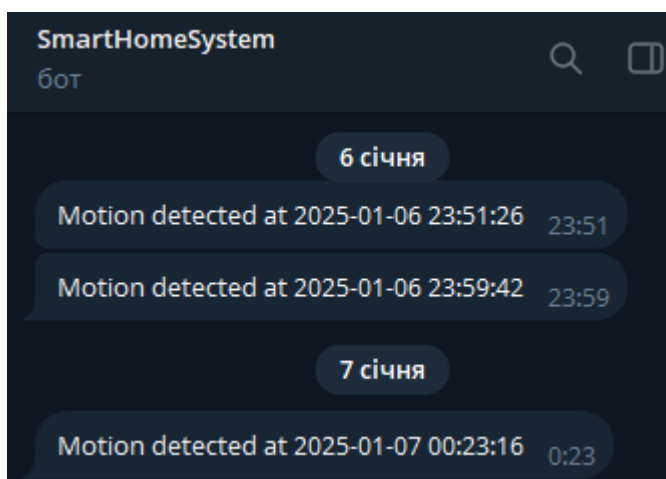 SmartHomeSystem
бот
6 січня
Motion detected at 2025-01-06 23:51:26 23:51
Motion detected at 2025-01-06 23:59:42 23:59
7 січня
Motion detected at 2025-01-07 00:23:16 0:23